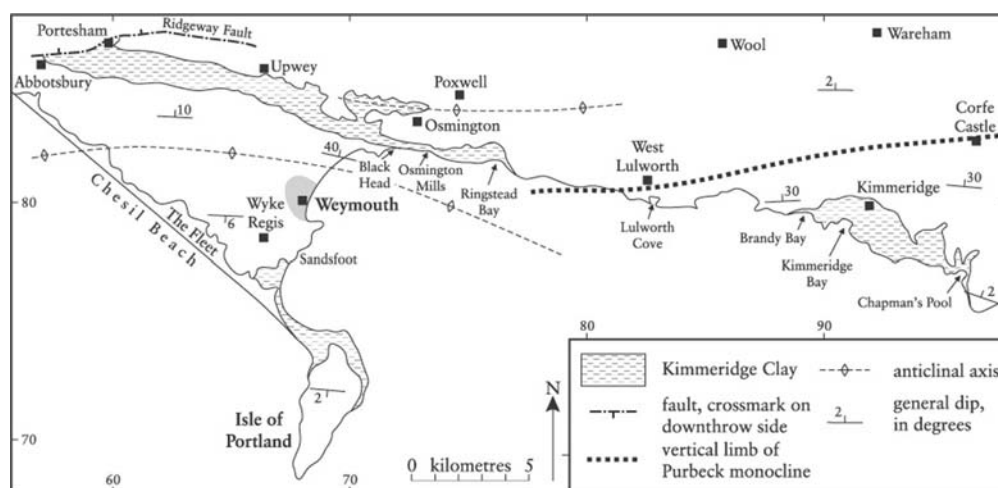 Portesham
Ridgeway Fault
Abbotsbury
Upwey
Poxwell
Osmington
Wool
Wareham
2
Corfe
Castle
10
40
Black
Head
Osmington
Mills
Ringstead
Bay
West
Lulworth
Lulworth
Cove
30
Kimmeridge
30
Brandy Bay
Kimmeridge
Bay
Chapman's Pool
2
80
Chesil Beach
The Fleet
6
Wyke
Regis
Weymouth
Sandsfoot
80
90
2
Isle of
Portland
70
60
70
0 kilometres 5
N
Kimmeridge Clay
anticlinal axis
fault, crossmark on
downthrow side
2
general dip,
in degrees
vertical limb of
Purbeck monocline